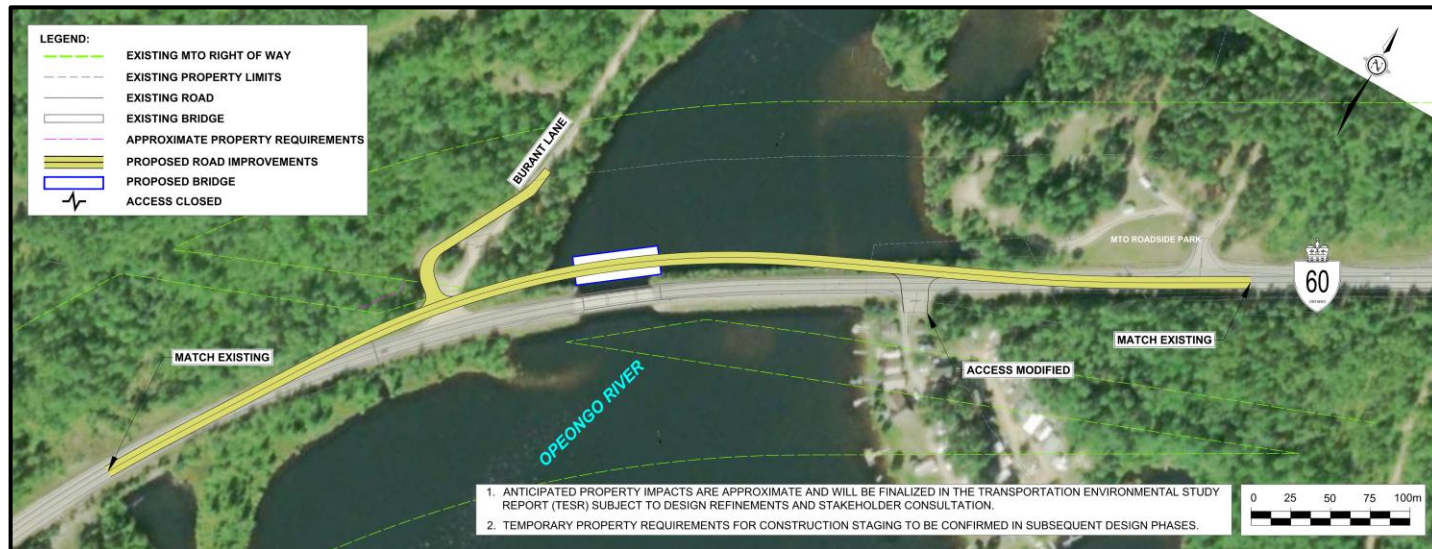 LEGEND:
EXISTING MTO RIGHT OF WAY
EXISTING PROPERTY LIMITS
EXISTING ROAD
EXISTING BRIDGE
APPROXIMATE PROPERTY REQUIREMENTS
PROPOSED ROAD IMPROVEMENTS
PROPOSED BRIDGE
ACCESS CLOSED
N
BURANT LANE
MTO ROADSIDE PARK
60
ONTARIO
MATCH EXISTING
MATCH EXISTING
ACCESS MODIFIED
OPEONGO RIVER
1. ANTICIPATED PROPERTY IMPACTS ARE APPROXIMATE AND WILL BE FINALIZED IN THE TRANSPORTATION ENVIRONMENTAL STUDY
REPORT (TESR) SUBJECT TO DESIGN REFINEMENTS AND STAKEHOLDER CONSULTATION.
2. TEMPORARY PROPERTY REQUIREMENTS FOR CONSTRUCTION STAGING TO BE CONFIRMED IN SUBSEQUENT DESIGN PHASES.
0 25 50 75 100m